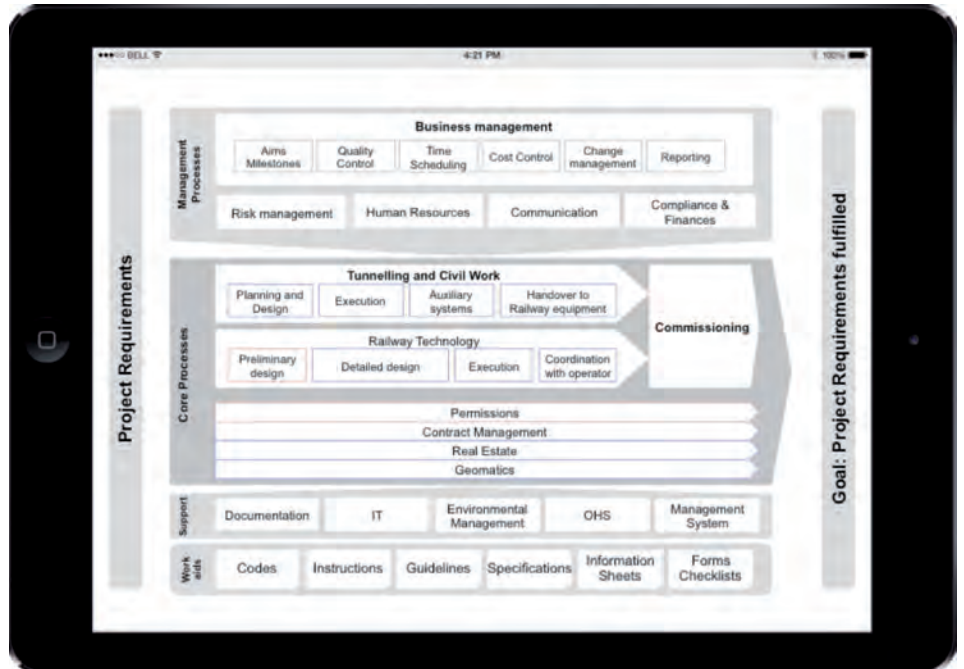 BELL
4:21 PM
100%
Project Requirements
Management
Processes
Business management
Aims
Milestones
Quality
Control
Time
Scheduling
Cost Control
Change
management
Reporting
Risk management
Human Resources
Communication
Compliance &
Finances
Core Processes
Tunnelling and Civil Work
Planning and
Design
Execution
Auxiliary
systems
Handover to
Railway equipment
Railway Technology
Preliminary
design
Detailed design
Execution
Coordination
with operator
Commissioning
Permissions
Contract Management
Real Estate
Geomatics
Support
Documentation
IT
Environmental
Management
OHS
Management
System
Work
aids
Codes
Instructions
Guidelines
Specifications
Information
Sheets
Forms
Checklists
Goal: Project Requirements fulfilled